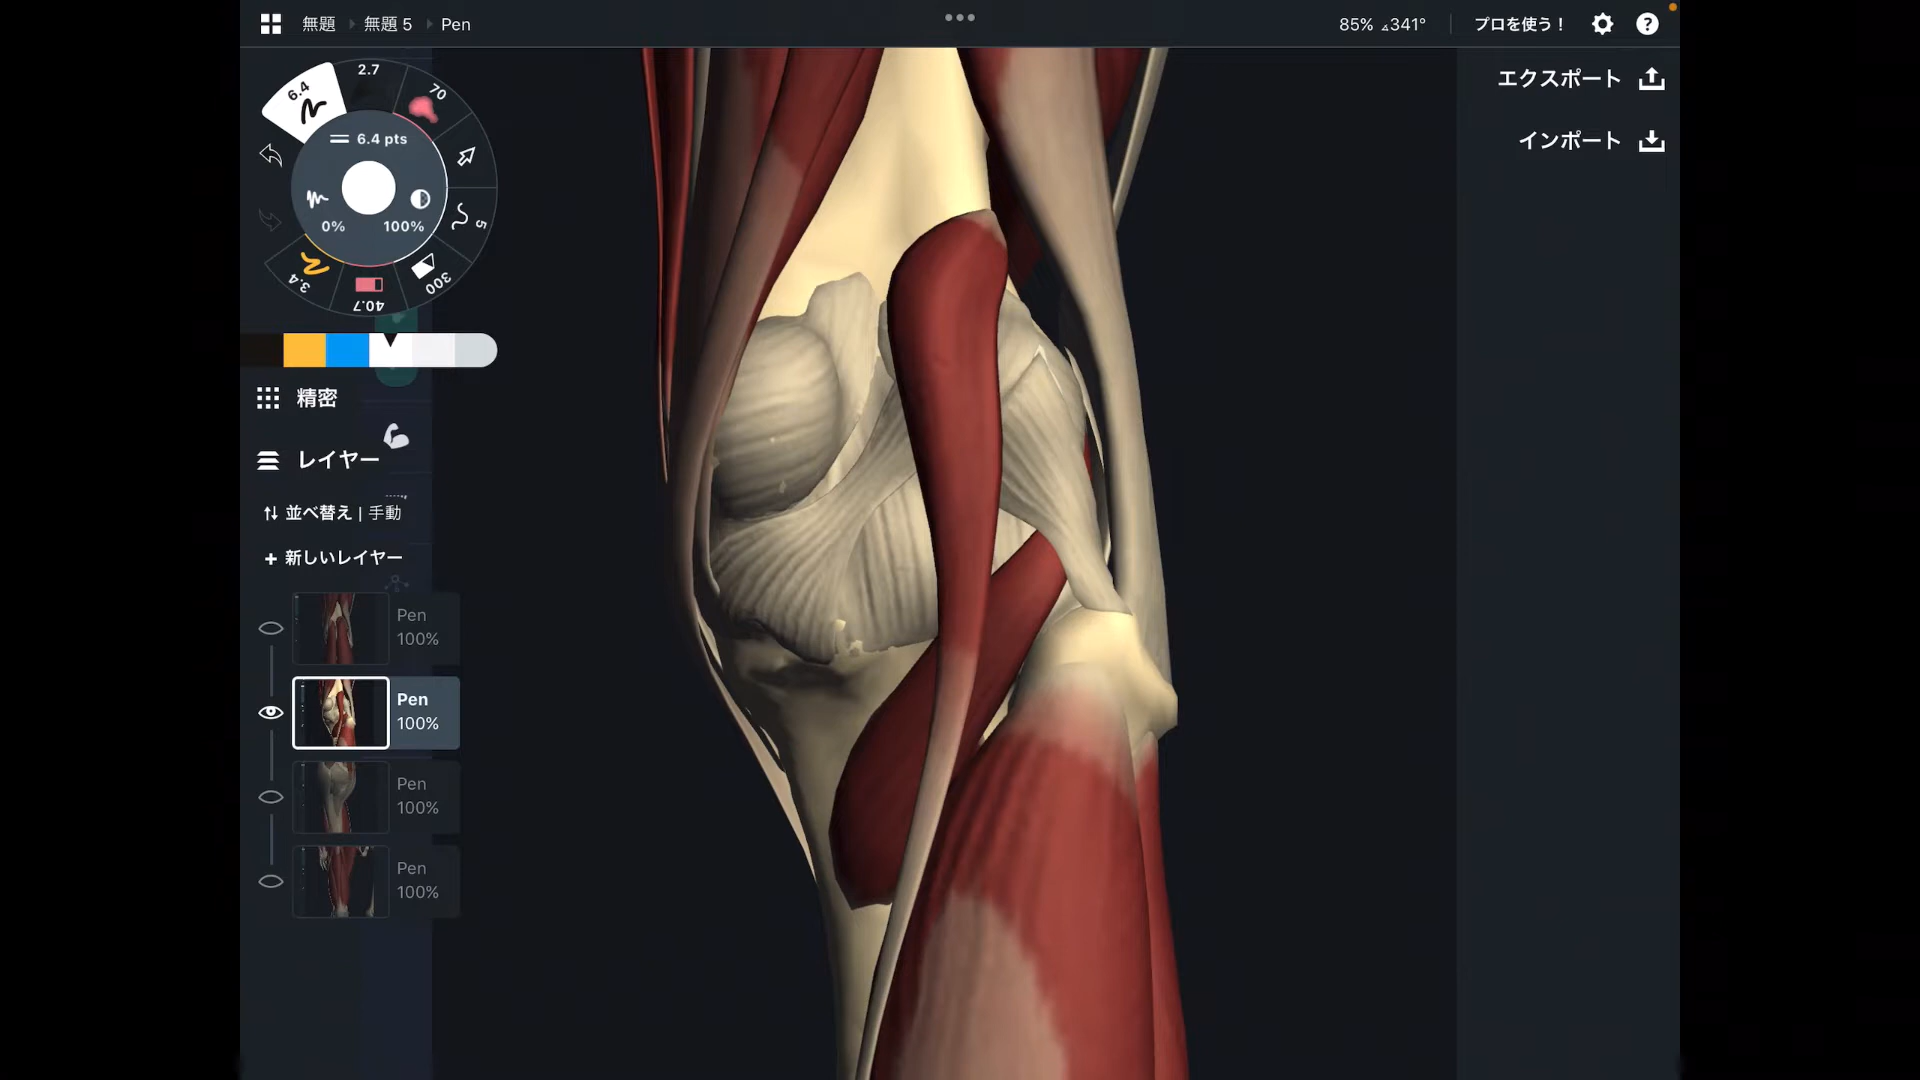 無題 無題 5 Pen
85% ⊿341° プロを使う！
エクスポート
インポート
2.7
6.4
70
6.4 pts
5
0% 100%
300
3.4
40.7
精密
レイヤー
並べ替え | 手動
+ 新しいレイヤー
Pen
100%
Pen
100%
Pen
100%
Pen
100%